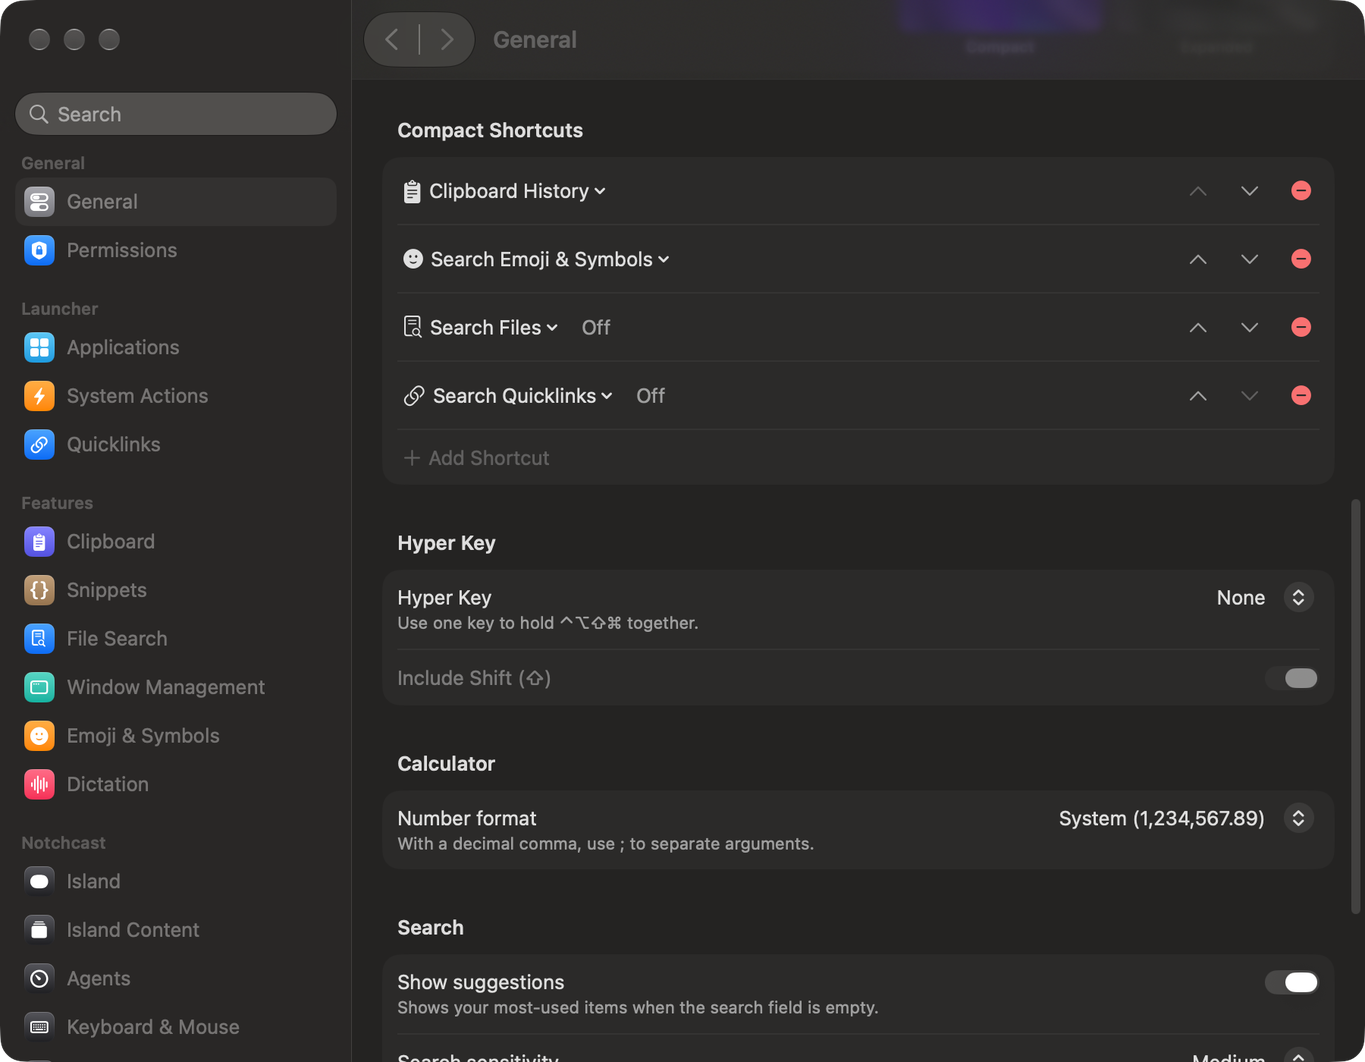 General
Compact
Search
General
General
Permissions
Launcher
Applications
System Actions
Quicklinks
Features
Clipboard
Snippets
File Search
Window Management
Emoji & Symbols
Dictation
Notchcast
Island
Island Content
Agents
Keyboard & Mouse
Compact Shortcuts
Clipboard History
Search Emoji & Symbols
Search Files Off
Search Quicklinks Off
+ Add Shortcut
Hyper Key
Hyper Key None
Use one key to hold ⌃⌥⇧⌘ together.
Include Shift (⇧)
Calculator
Number format System (1,234,567.89)
With a decimal comma, use ; to separate arguments.
Search
Show suggestions
Shows your most-used items when the search field is empty.
Search sensitivity Medium